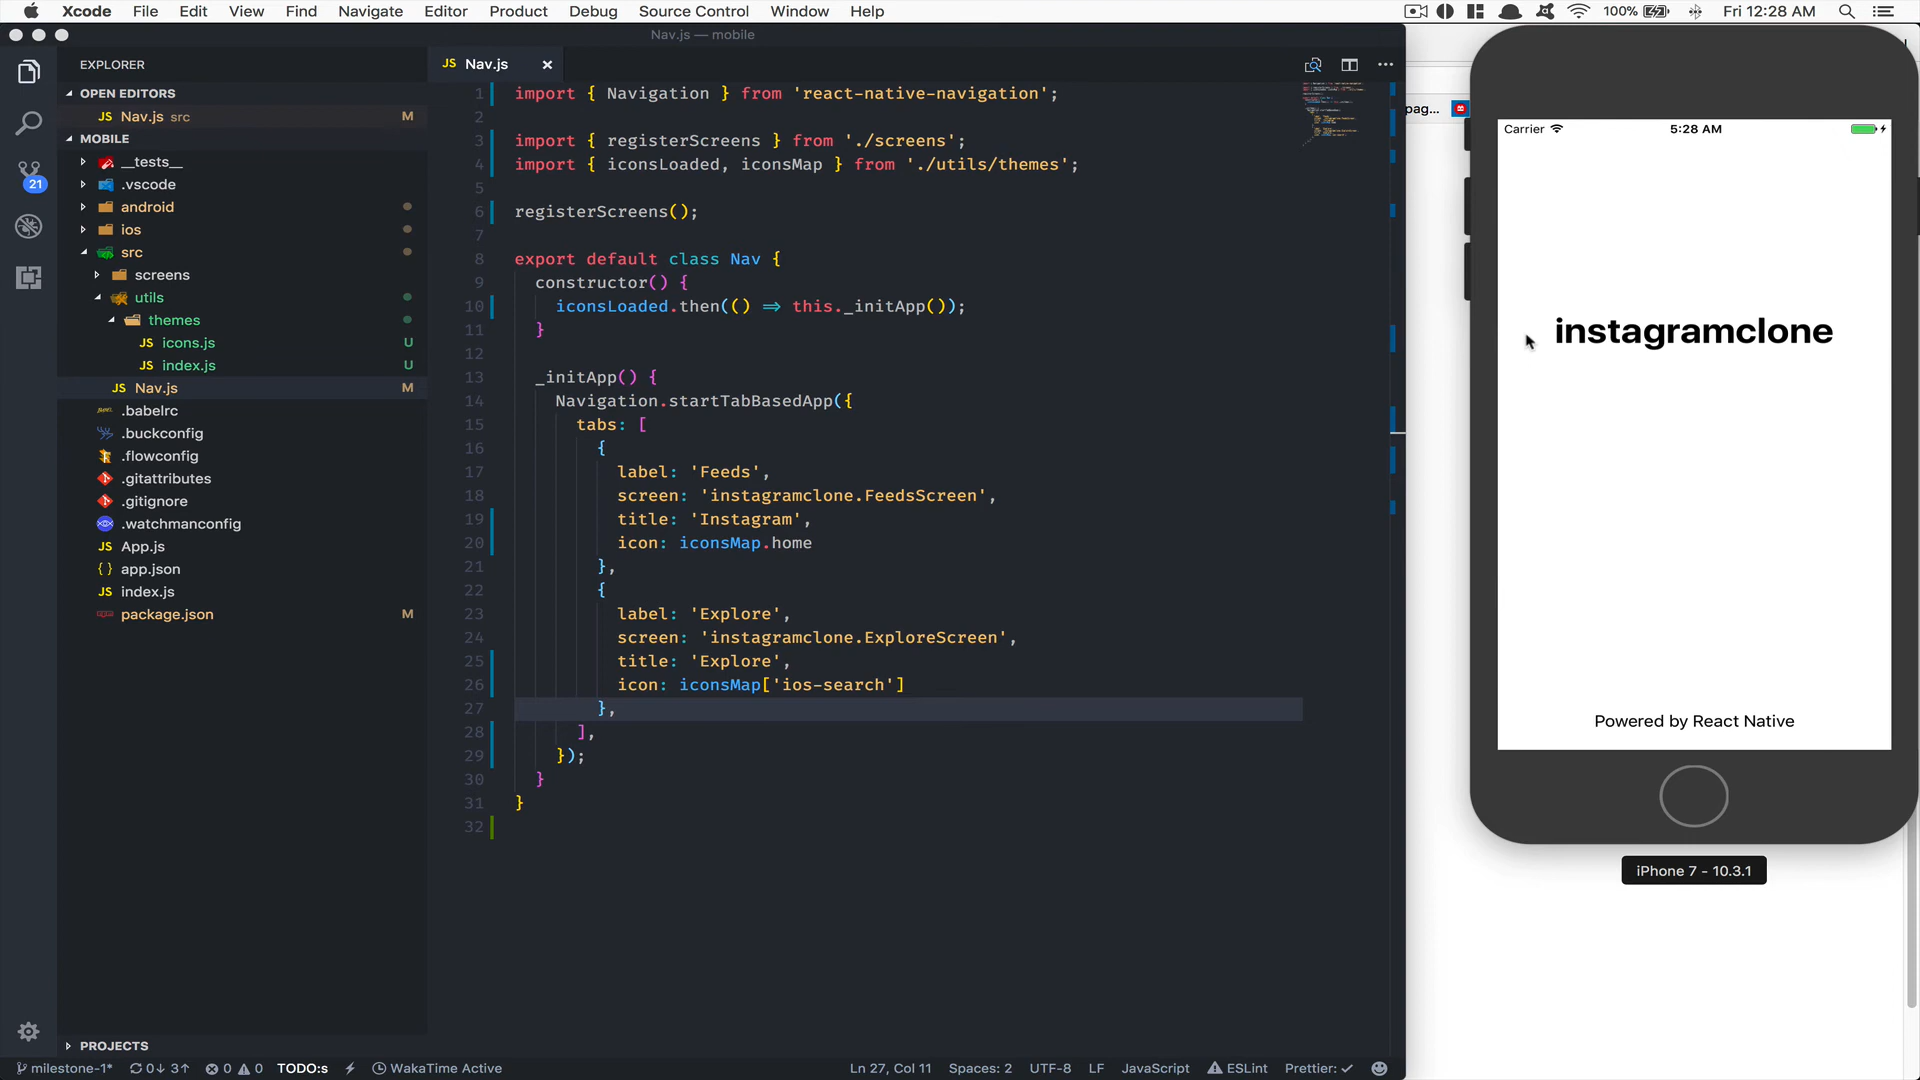 Xcode File Edit View Find Navigate Editor Product Debug Source Control Window Help 100% Fri 12:28 AM
Nav.js — mobile
EXPLORER
OPEN EDITORS
Nav.js src M
MOBILE
__tests__
.vscode
android
ios
src
screens
utils
themes
JS icons.js U
JS index.js U
JS Nav.js M
.babelrc
.buckconfig
.flowconfig
.gitattributes
.gitignore
.watchmanconfig
JS App.js
{ } app.json
JS index.js
package.json M
PROJECTS
21
JS Nav.js ×
1 import { Navigation } from 'react-native-navigation';
2
3 import { registerScreens } from './screens';
4 import { iconsLoaded, iconsMap } from './utils/themes';
5
6 registerScreens();
7
8 export default class Nav {
9 constructor() {
10 iconsLoaded.then(() => this._initApp());
11 }
12
13 _initApp() {
14 Navigation.startTabBasedApp({
15 tabs: [
16 {
17 label: 'Feeds',
18 screen: 'instagramclone.FeedsScreen',
19 title: 'Instagram',
20 icon: iconsMap.home
21 },
22 {
23 label: 'Explore',
24 screen: 'instagramclone.ExploreScreen',
25 title: 'Explore',
26 icon: iconsMap['ios-search']
27 },
28 ],
29 });
30 }
31 }
32
pag...
Carrier 5:28 AM
instagramclone
Powered by React Native
iPhone 7 - 10.3.1
milestone-1* 0↓ 3↑ 0 0 TODO:s WakaTime Active Ln 27, Col 11 Spaces: 2 UTF-8 LF JavaScript ESLint Prettier: ✓